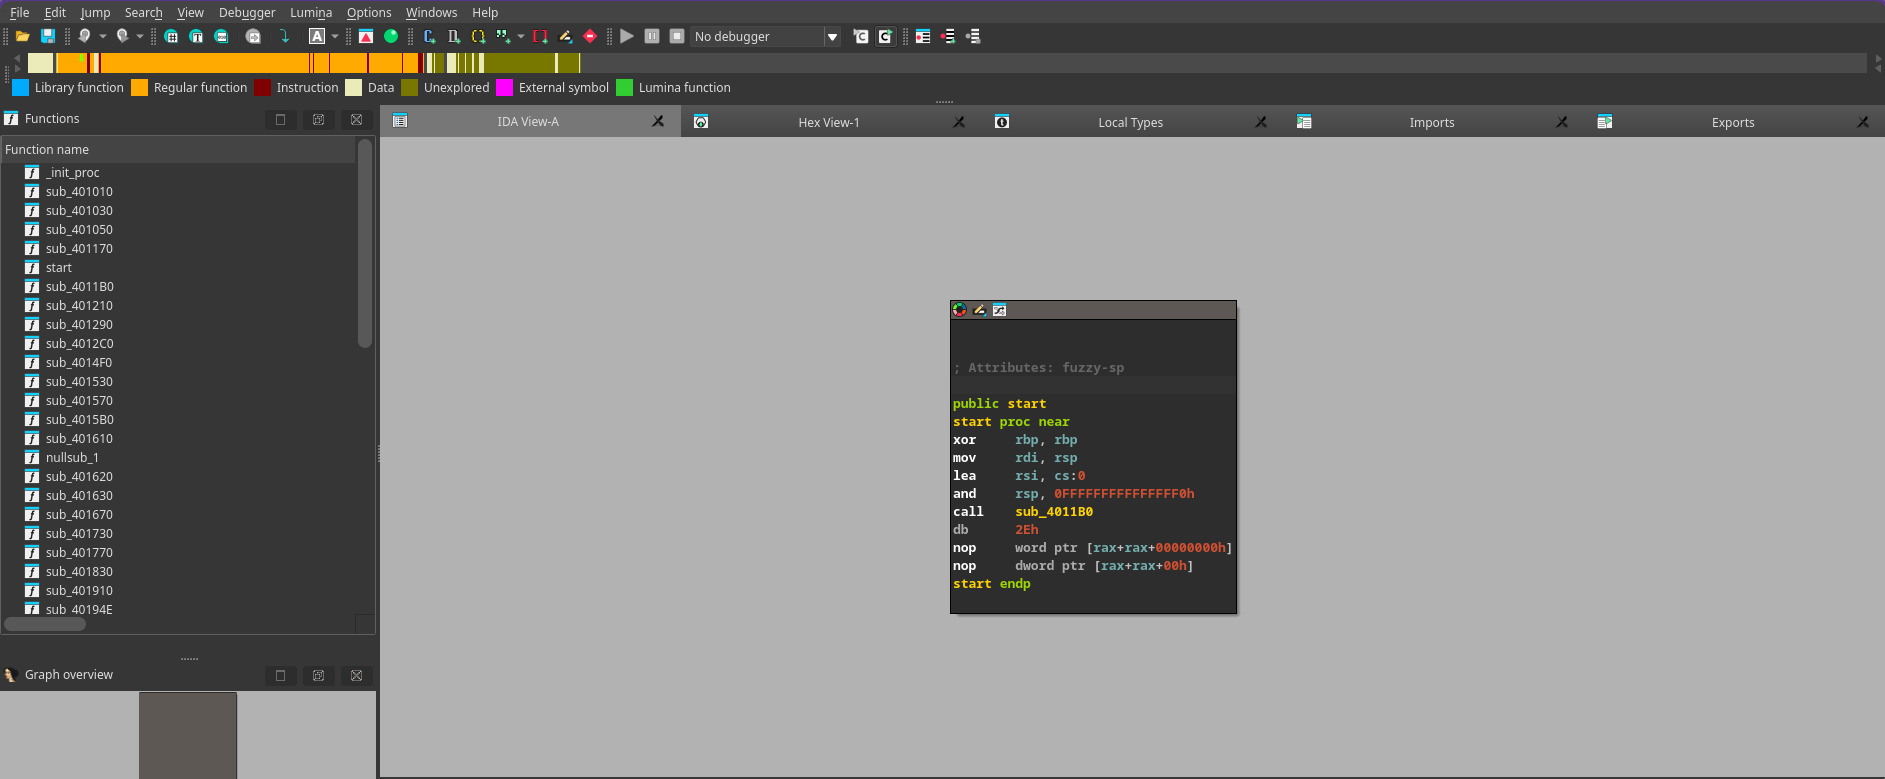 File Edit Jump Search View Debugger Lumina Options Windows Help
No debugger
Library function Regular function Instruction Data Unexplored External symbol Lumina function
Functions
Function name
_init_proc
sub_401010
sub_401030
sub_401050
sub_401170
start
sub_4011B0
sub_401210
sub_401290
sub_4012C0
sub_4014F0
sub_401530
sub_401570
sub_4015B0
sub_401610
nullsub_1
sub_401620
sub_401630
sub_401670
sub_401730
sub_401770
sub_401830
sub_401910
sub_40194E
Graph overview
IDA View-A Hex View-1 Local Types Imports Exports
; Attributes: fuzzy-sp
public start
start proc near
xor rbp, rbp
mov rdi, rsp
lea rsi, cs:0
and rsp, 0FFFFFFFFFFFFFFF0h
call sub_4011B0
db 2Eh
nop word ptr [rax+rax+00000000h]
nop dword ptr [rax+rax+00h]
start endp